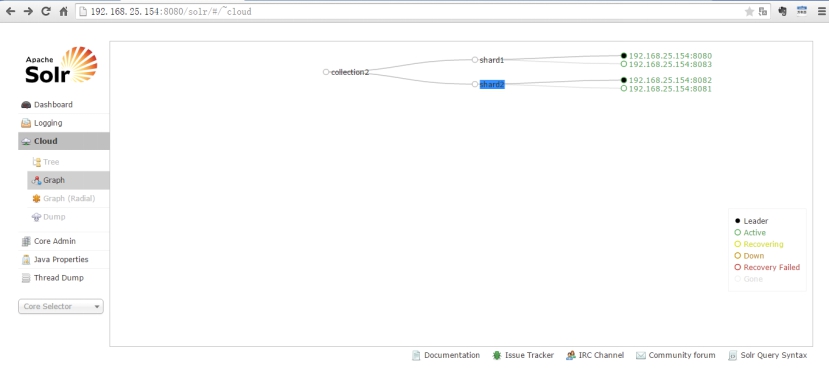 192.168.25.154:8080/solr/#/~cloud
Apache
Solr
Dashboard
Logging
Cloud
Tree
Graph
Graph (Radial)
Dump
Core Admin
Java Properties
Thread Dump
Core Selector
collection2
shard1
shard2
192.168.25.154:8080
192.168.25.154:8083
192.168.25.154:8082
192.168.25.154:8081
Leader
Active
Recovering
Down
Recovery Failed
Gone
Documentation Issue Tracker IRC Channel Community forum Solr Query Syntax